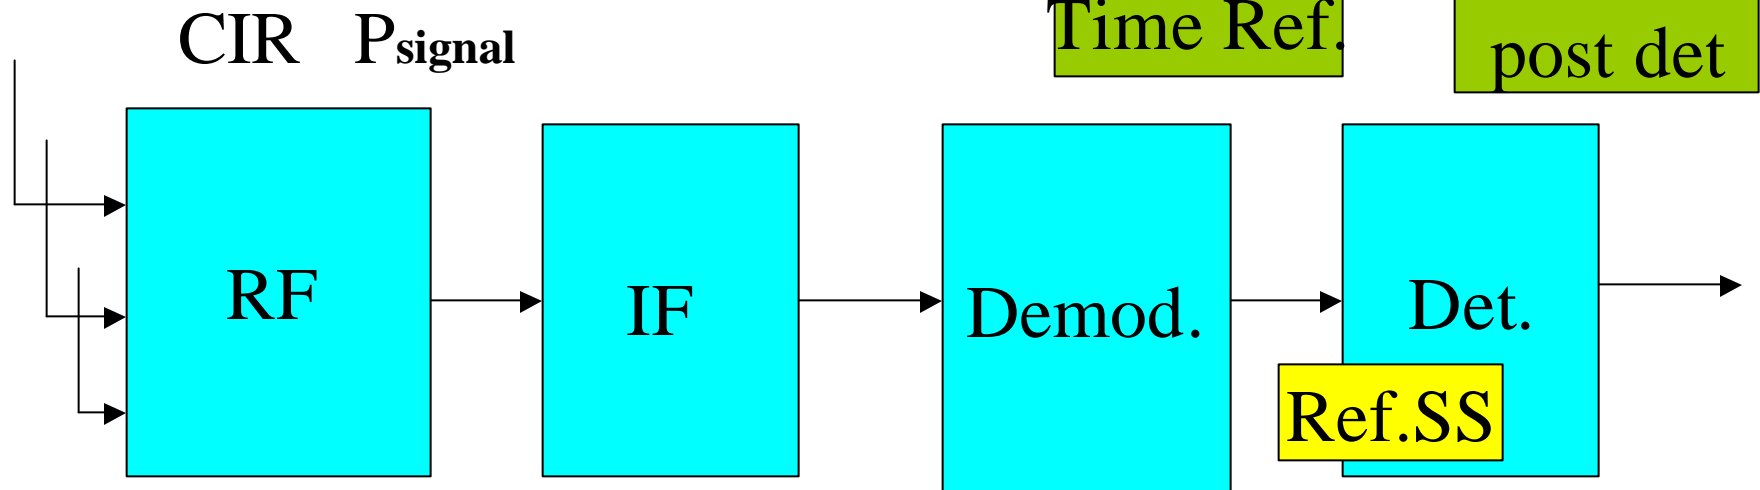 CIR Psignal
Time Ref.
post det
RF
IF
Demod.
Det.
Ref.SS